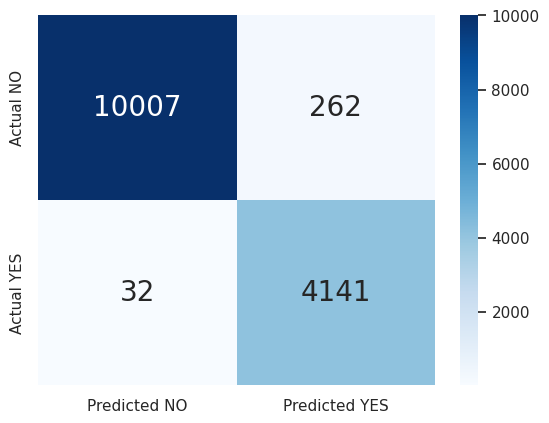 Actual NO
10007
262
Actual YES
32
4141
Predicted NO
Predicted YES
10000
8000
6000
4000
2000